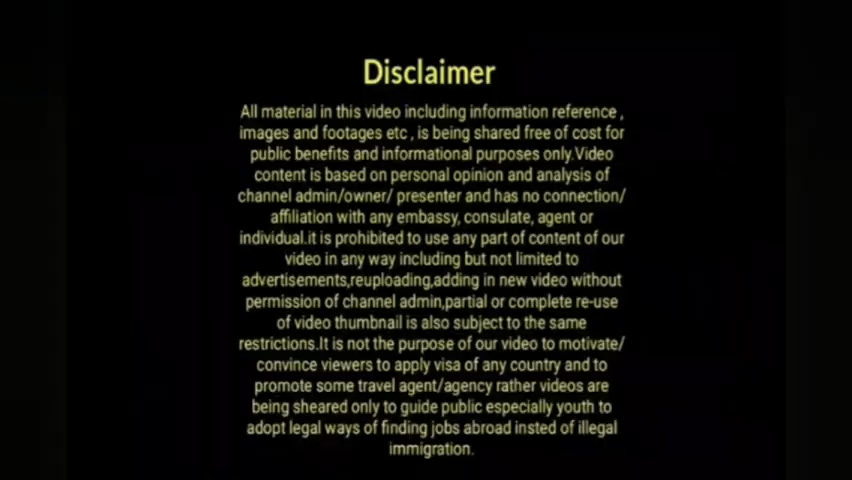 Disclaimer
All material in this video including information reference ,
images and footages etc , is being shared free of cost for
public benefits and informational purposes only.Video
content is based on personal opinion and analysis of
channel admin/owner/ presenter and has no connection/
affiliation with any embassy, consulate, agent or
individual.it is prohibited to use any part of content of our
video in any way including but not limited to
advertisements,reuploading,adding in new video without
permission of channel admin,partial or complete re-use
of video thumbnail is also subject to the same
restrictions.It is not the purpose of our video to motivate/
convince viewers to apply visa of any country and to
promote some travel agent/agency rather videos are
being sheared only to guide public especially youth to
adopt legal ways of finding jobs abroad insted of illegal
immigration.